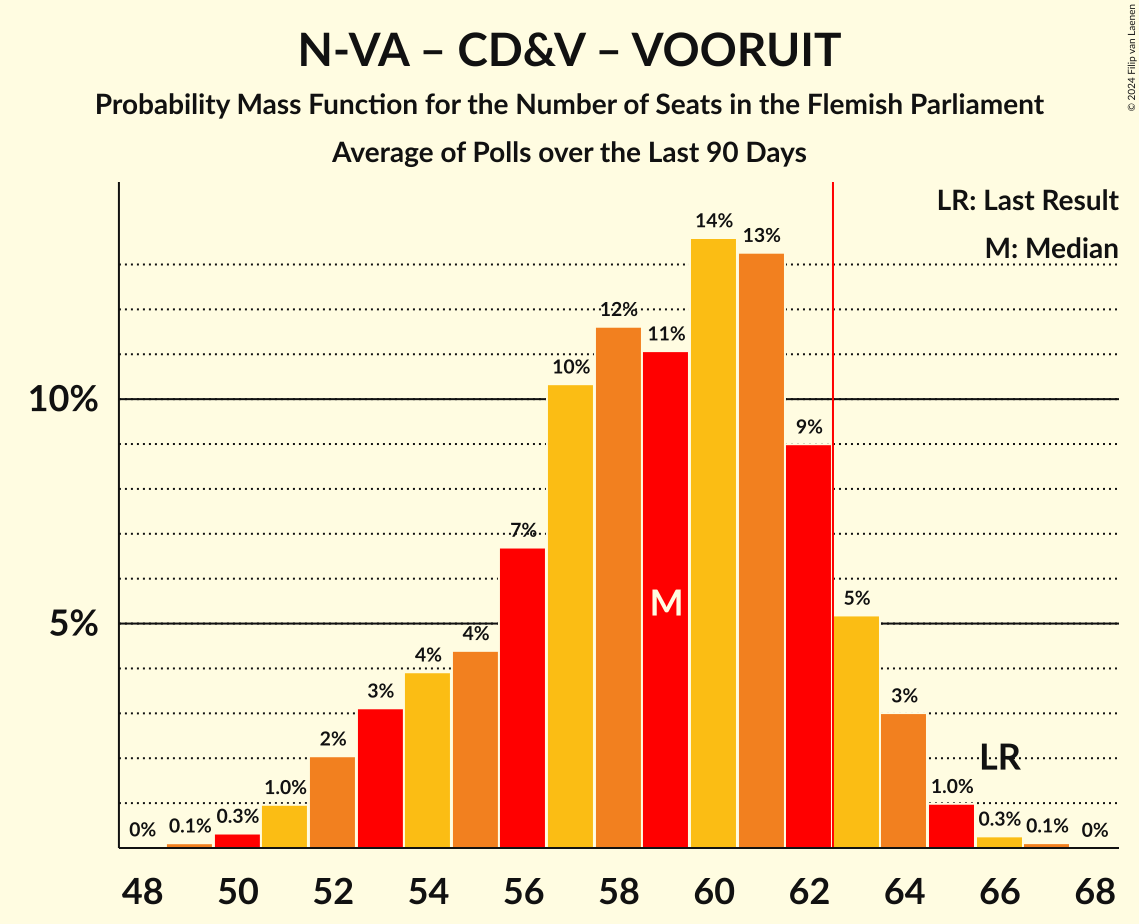 N-VA – CD&V – VOORUIT
Probability Mass Function for the Number of Seats in the Flemish Parliament
Average of Polls over the Last 90 Days
© 2024 Filip van Laenen
LR: Last Result
M: Median
10%
5%
0%
0.1%
0.3%
1.0%
2%
3%
4%
4%
7%
10%
12%
11%
14%
13%
9%
5%
3%
1.0%
0.3%
0.1%
0%
M
LR
48 50 52 54 56 58 60 62 64 66 68